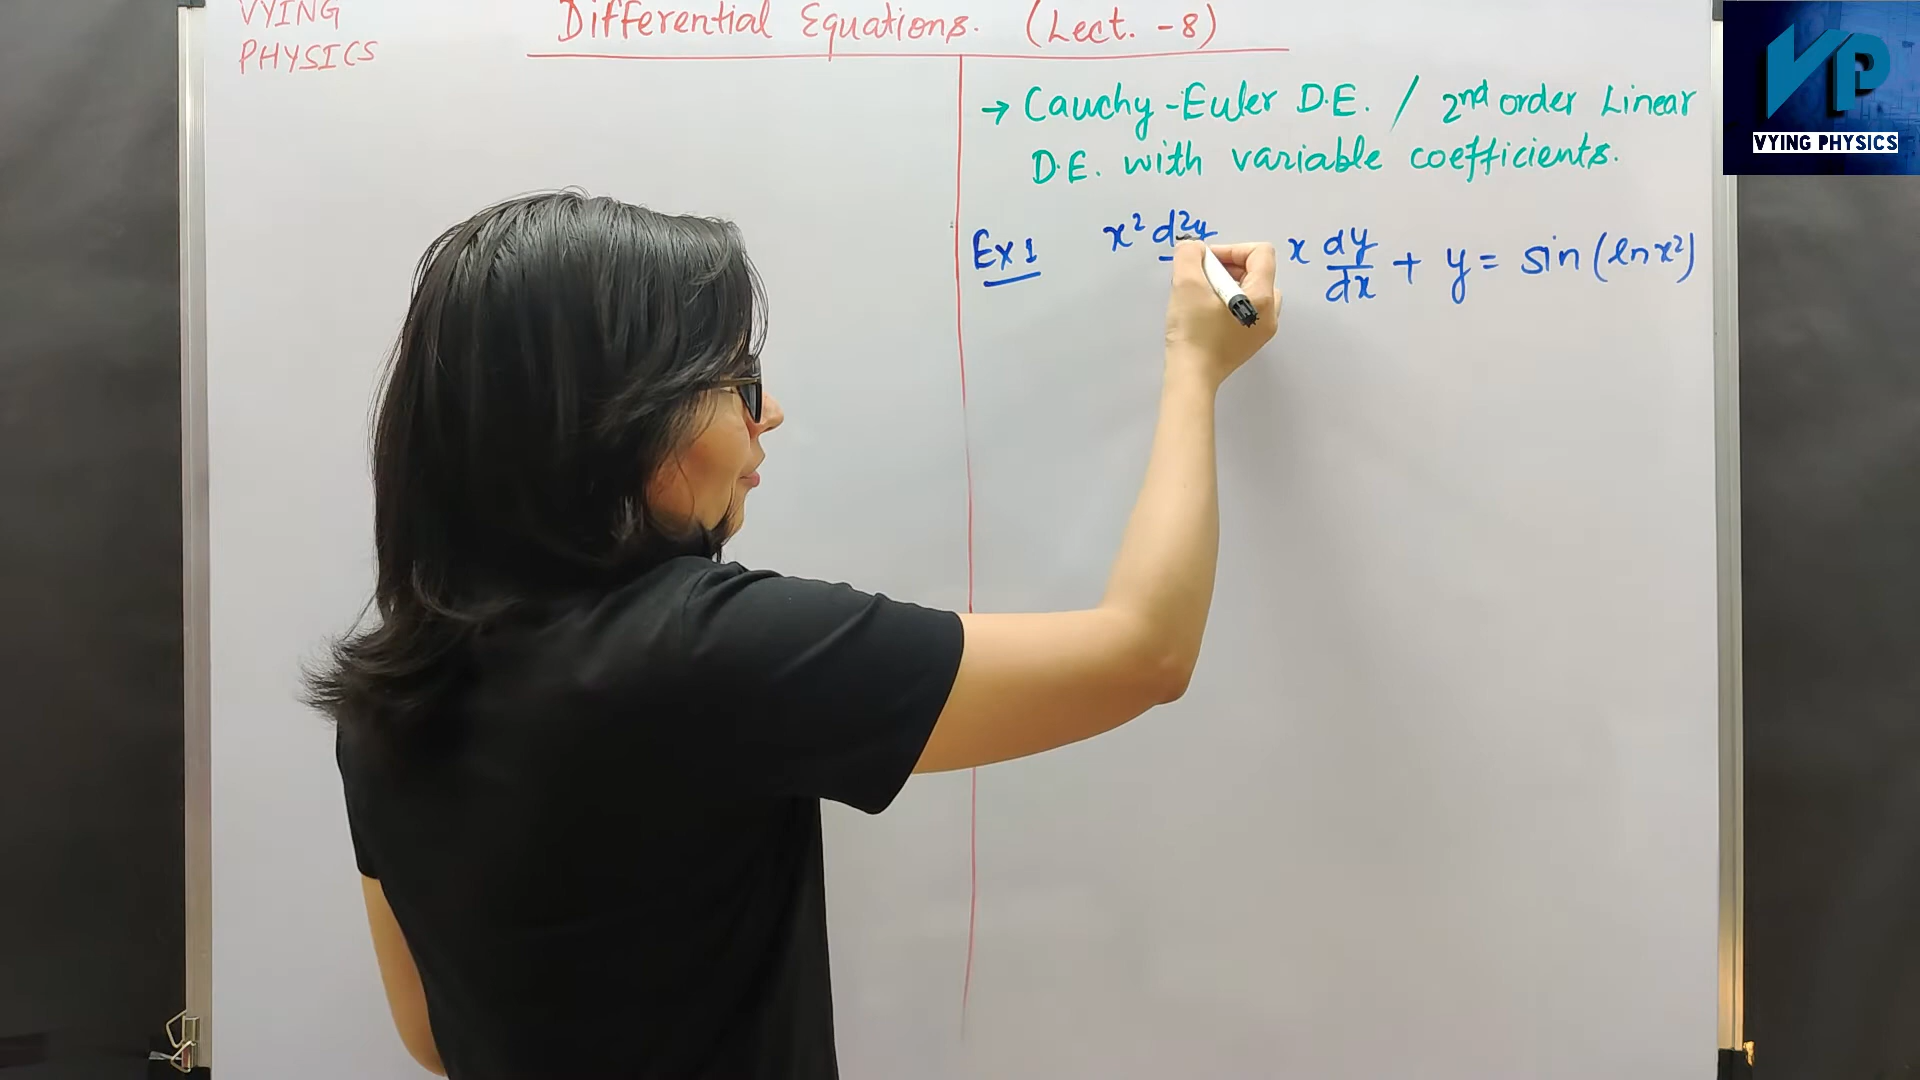 VYING
PHYSICS
Differential Equations. (Lect. -8)
→ Cauchy-Euler D.E. / 2nd order Linear
D.E. with variable coefficients.
Ex 1 x² d²y x dy/dx + y = sin (ln x²)
VP
VYING PHYSICS